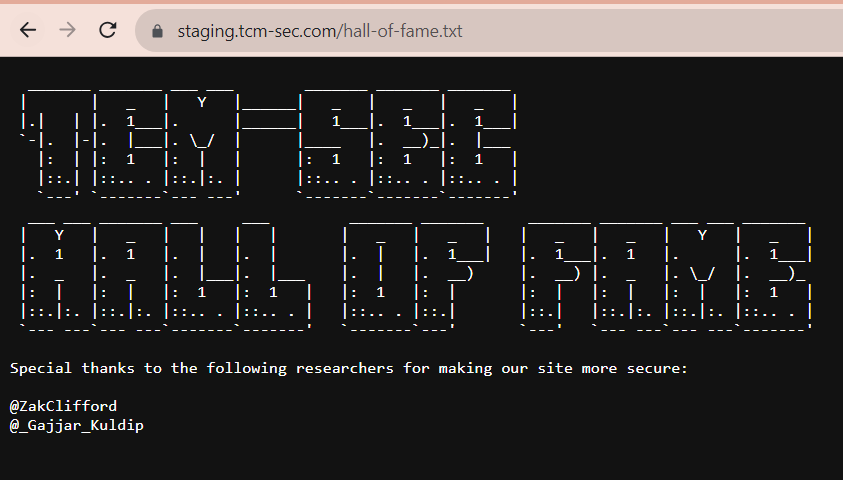 staging.tcm-sec.com/hall-of-fame.txt
TCM-SEC
HALL OF FAME
Special thanks to the following researchers for making our site more secure:
@ZakClifford
@_Gajjar_Kuldip